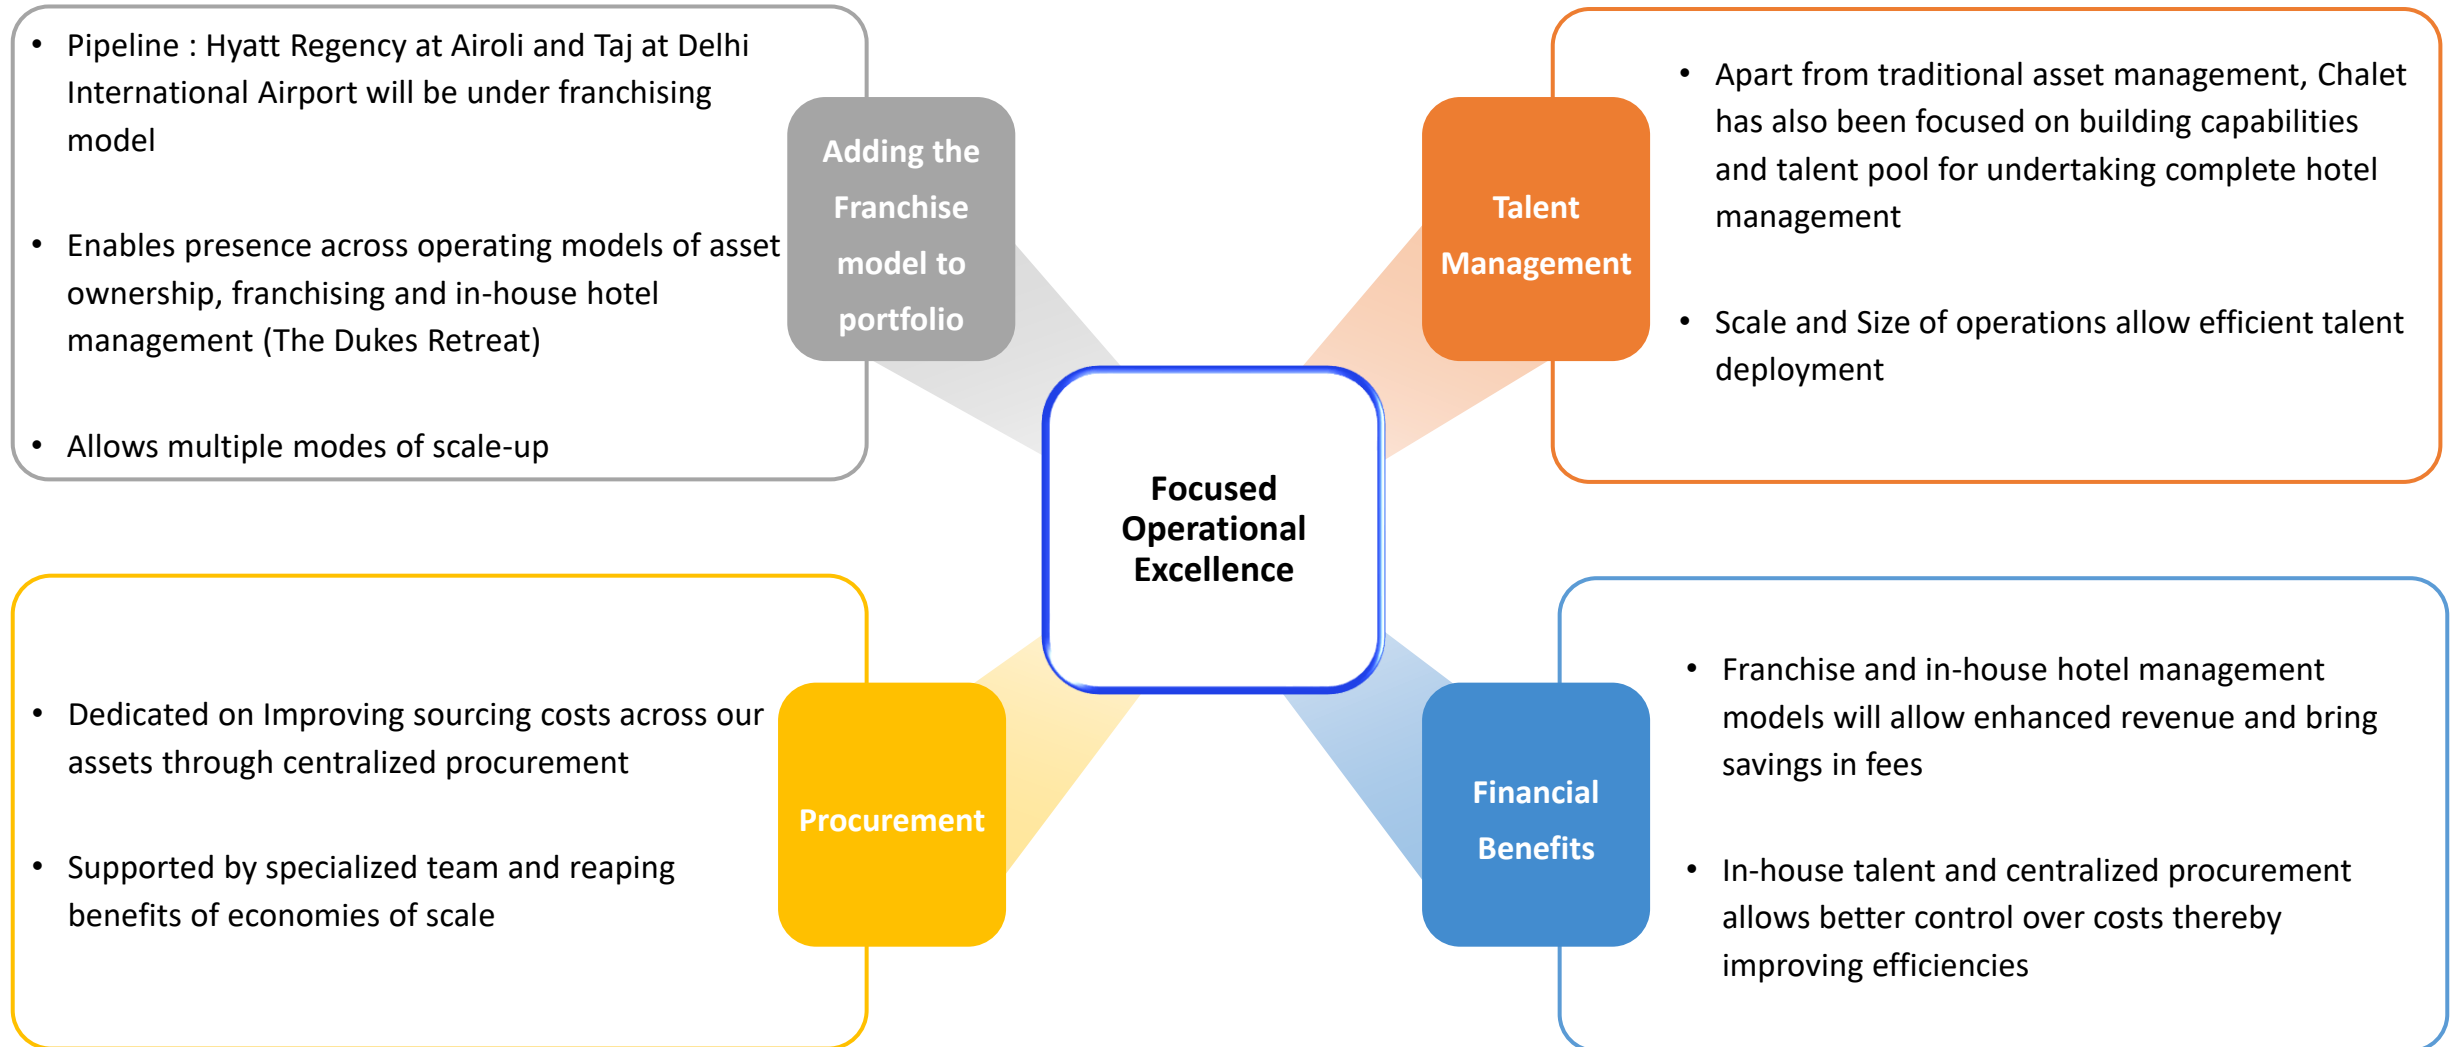 • Pipeline : Hyatt Regency at Airoli and Taj at Delhi
International Airport will be under franchising
model
• Enables presence across operating models of asset
ownership, franchising and in-house hotel
management (The Dukes Retreat)
• Allows multiple modes of scale-up
Adding the
Franchise
model to
portfolio
Talent
Management
• Apart from traditional asset management, Chalet
has also been focused on building capabilities
and talent pool for undertaking complete hotel
management
• Scale and Size of operations allow efficient talent
deployment
Focused
Operational
Excellence
• Dedicated on Improving sourcing costs across our
assets through centralized procurement
• Supported by specialized team and reaping
benefits of economies of scale
Procurement
Financial
Benefits
• Franchise and in-house hotel management
models will allow enhanced revenue and bring
savings in fees
• In-house talent and centralized procurement
allows better control over costs thereby
improving efficiencies